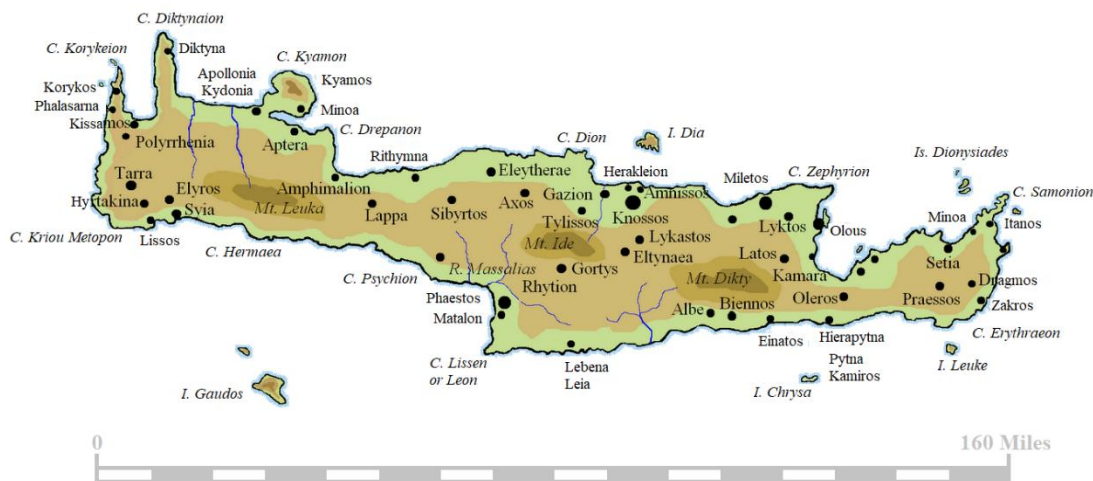 C. Diktynaion
Diktyna
C. Korykeion
C. Kyamon
Korykos
Apollonia
Kydonia
Kyamos
Phalasarna
Minoa
Kissamos
Polyrrhenia
Aptera
C. Drepanon
C. Dion
I. Dia
Rithymna
Eleytherae
Herakleion
Amnissos
Miletos
C. Zephyrion
Is. Dionysiades
C. Samonion
Tarra
Elyros
Amphimalion
Gazion
Hyrtakina
Svia
Mt. Leuka
Lappa
Sibyrtos
Axos
Tylissos
Knossos
Lyktos
Olous
Minoa
Itanos
C. Kriou Metopon
Lissos
C. Hermaea
Mt. Ide
Lykastos
Eltynaea
Latos
Kamara
Setia
C. Psychion
R. Massalias
Gortys
Rhytion
Mt. Dikty
Dragmos
Phaestos
Matalon
Albe
Biennos
Oleros
Praessos
Zakros
Einatos
Hierapytna
C. Erythraeon
C. Lissen
or Leon
Lebena
Leia
Pytna
Kamiros
I. Leuke
I. Gaudos
I. Chrysa
0
160 Miles